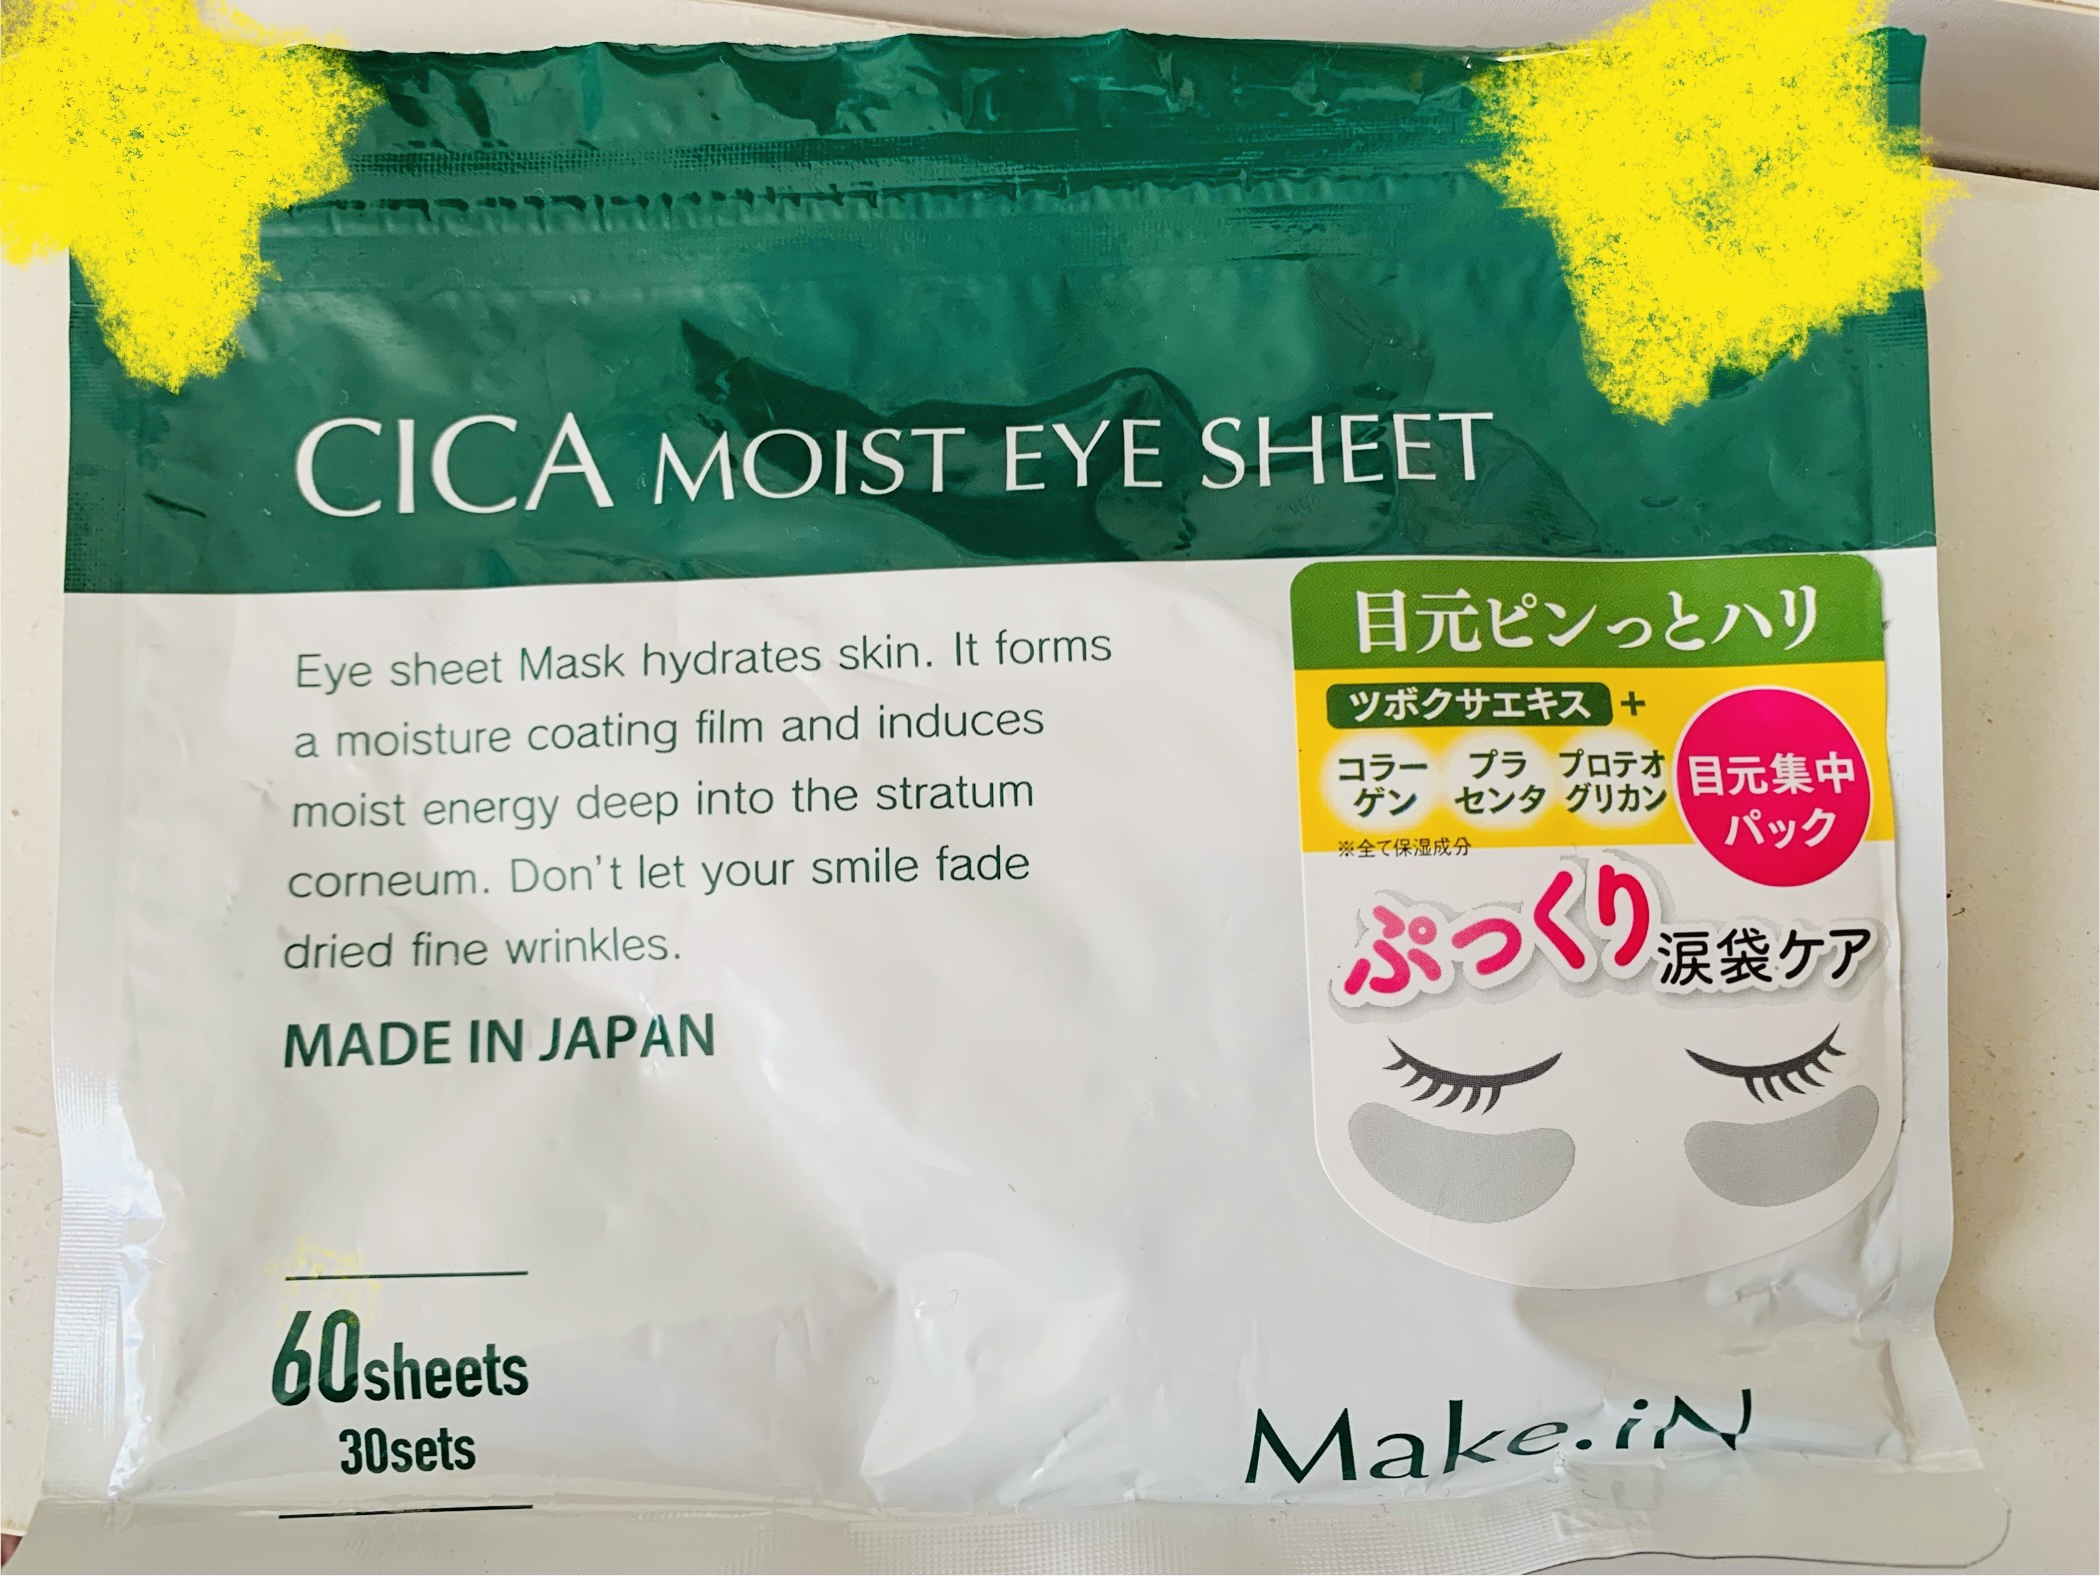 CICA MOIST EYE SHEET
Eye sheet Mask hydrates skin. It forms
a moisture coating film and induces
moist energy deep into the stratum
corneum. Don't let your smile fade
dried fine wrinkles.
MADE IN JAPAN
60sheets
30sets
目元ピンっとハリ
ツボクサエキス +
コラー
ゲン
プラ
センタ
プロテオ
グリカン
※全て保湿成分
目元集中
パック
ぷっくり涙袋ケア
Make.iN